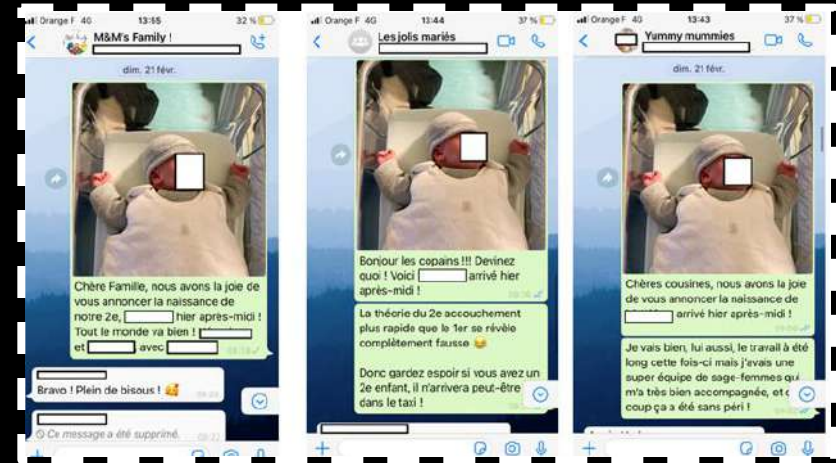 Orange F 4G 13:55 32 %
M&M's Family !
dim. 21 févr.
Chère Famille, nous avons la joie de
vous annoncer la naissance de
notre 2e, hier après-midi !
Tout le monde va bien !
et avec
09:18
Bravo ! Plein de bisous ! 🥰
Ce message a été supprimé. 09:22
Orange F 4G 13:44 37 %
Les jolis mariés
Bonjour les copains !!! Devinez
quoi ! Voici arrivé hier
après-midi !
La théorie du 2e accouchement
plus rapide que le 1er se révèle
complètement fausse 😂
Donc gardez espoir si vous avez un
2e enfant, il n'arrivera peut-être
dans le taxi !
Orange F 4G 13:43 37 %
Yummy mummies
dim. 21 févr.
Chères cousines, nous avons la joie
de vous annoncer la naissance de
arrivé hier après-midi !
Je vais bien, lui aussi, le travail à été
long cette fois-ci mais j'avais une
super équipe de sage-femmes qui
m'a très bien accompagnée, et
coup ça a été sans péri !